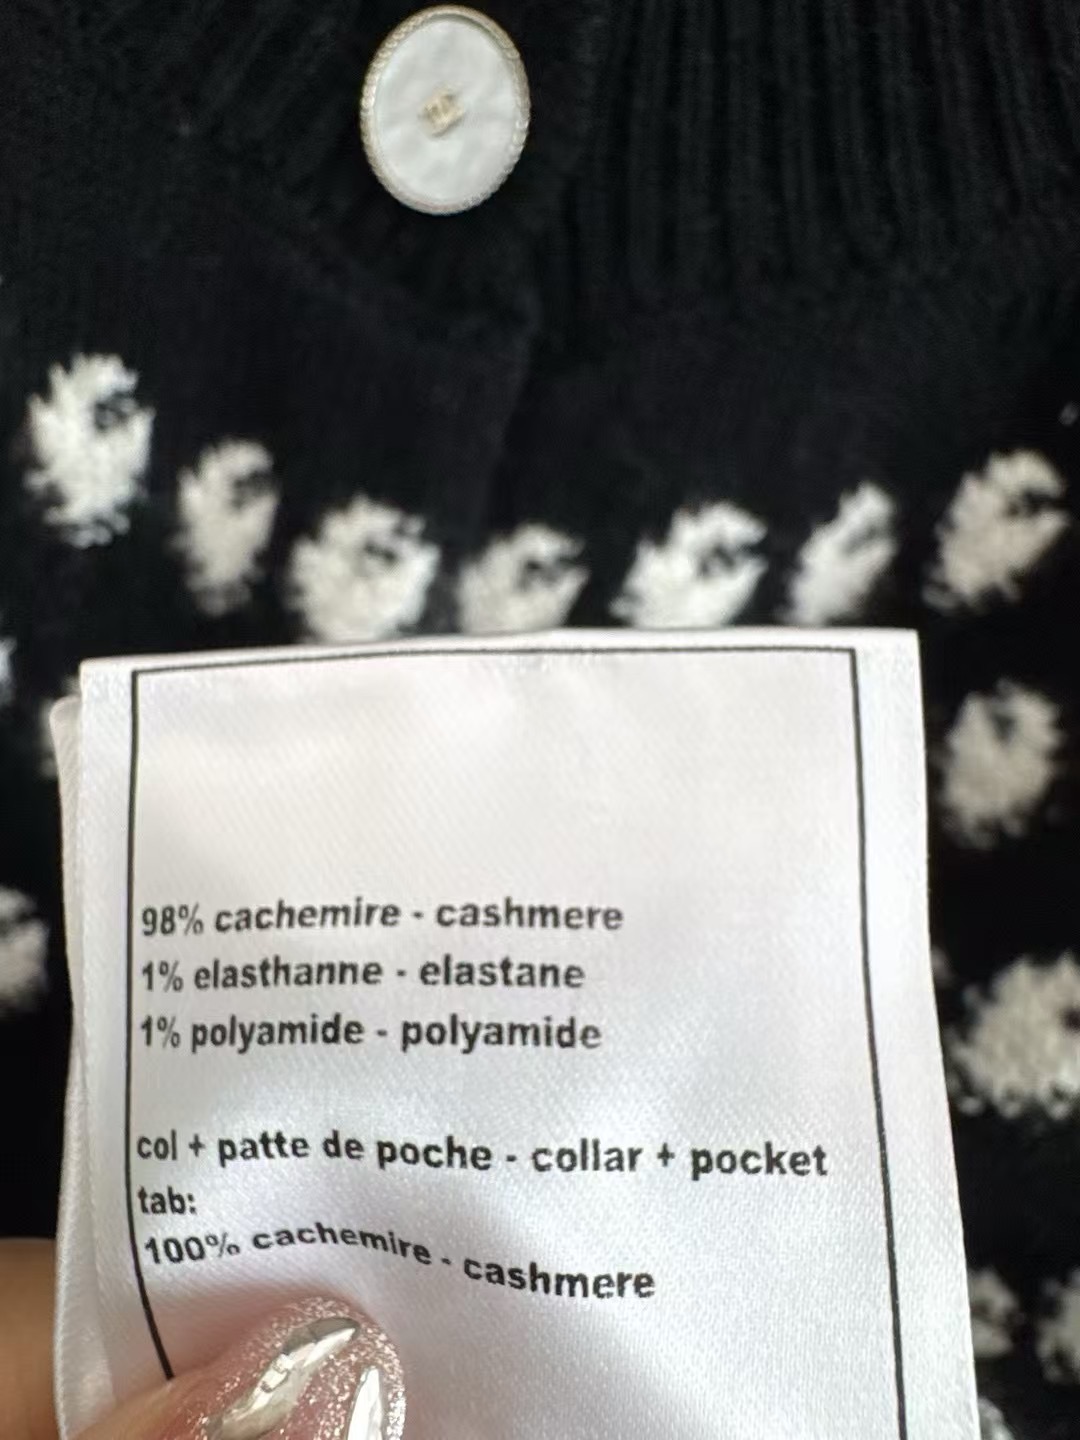 98% cachemire - cashmere
1% elasthanne - elastane
1% polyamide - polyamide
col + patte de poche - collar + pocket
tab:
100% cachemire - cashmere